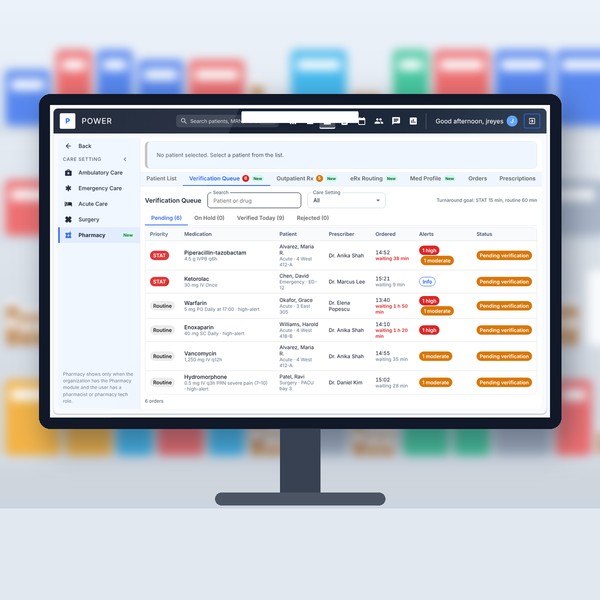 P POWER
Search patients, MRN
Good afternoon, jreyes J
Back
CARE SETTING
Ambulatory Care
Emergency Care
Acute Care
Surgery
Pharmacy New
Pharmacy shows only when the
organization has the Pharmacy
module and the user has a
pharmacist or pharmacy tech
role.
No patient selected. Select a patient from the list.
Patient List Verification Queue 6 New Outpatient Rx New eRx Routing New Med Profile New Orders Prescriptions
Verification Queue
Search
Patient or drug
Care Setting
All
Turnaround goal: STAT 15 min, routine 60 min
Pending (6) On Hold (0) Verified Today (9) Rejected (0)
Priority Medication Patient Prescriber Ordered Alerts Status
STAT
Piperacillin-tazobactam
4.5 g IVPB q8h
Alvarez, Maria
R.
Acute · 4 West
412-A
Dr. Anika Shah
14:52
waiting 38 min
1 high
1 moderate
Pending verification
STAT
Ketorolac
30 mg IV Once
Chen, David
Emergency · ED-
12
Dr. Marcus Lee
15:21
waiting 9 min
Info
Pending verification
Routine
Warfarin
5 mg PO Daily at 17:00 · high-alert
Okafor, Grace
Acute · 3 East
305
Dr. Elena
Popescu
13:40
waiting 1 h 50
min
1 high
1 moderate
Pending verification
Routine
Enoxaparin
40 mg SC Daily · high-alert
Williams, Harold
Acute · 4 West
418-B
Dr. Anika Shah
14:10
waiting 1 h 20
min
1 high
Pending verification
Routine
Vancomycin
1,250 mg IV q12h
Alvarez, Maria
R.
Acute · 4 West
412-A
Dr. Anika Shah
14:55
waiting 35 min
1 moderate
Pending verification
Routine
Hydromorphone
0.5 mg IV q3h PRN severe pain (7-10)
· high-alert
Patel, Ravi
Surgery · PACU
bay 3
Dr. Daniel Kim
15:02
waiting 28 min
1 moderate
Pending verification
6 orders